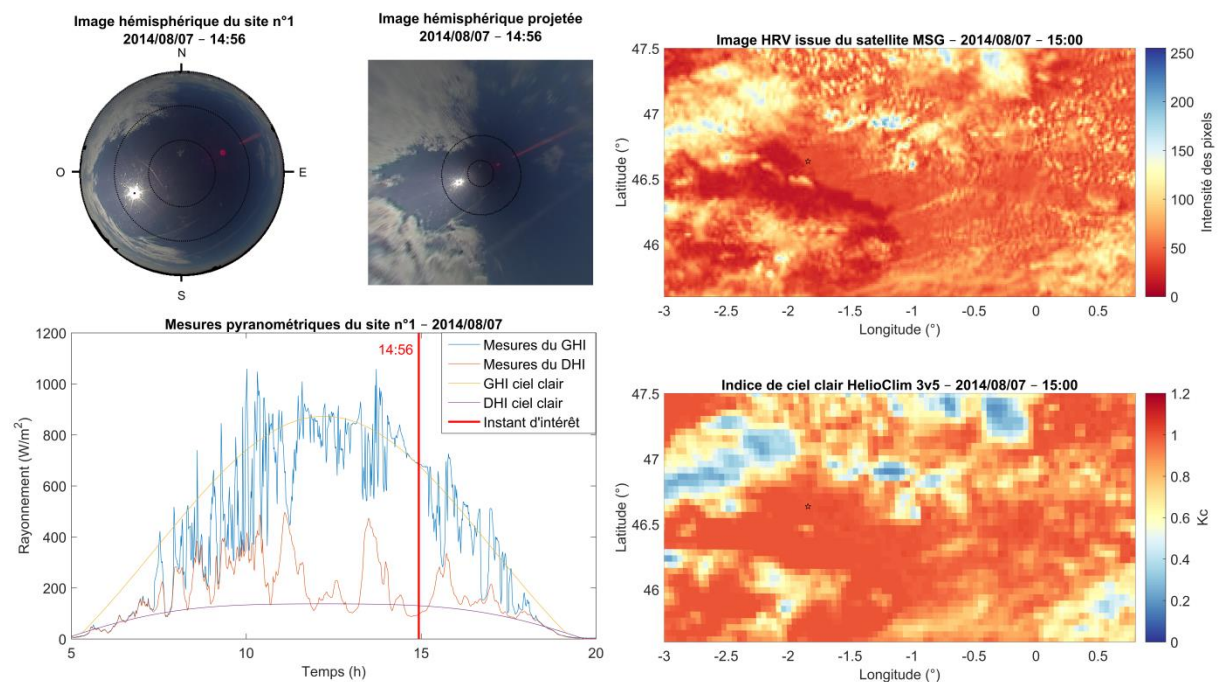 Image hémisphérique du site n°1
2014/08/07 – 14:56
N
O
E
S
Image hémisphérique projetée
2014/08/07 – 14:56
Image HRV issue du satellite MSG – 2014/08/07 – 15:00
47.5
47
46.5
46
Latitude (°)
-3
-2.5
-2
-1.5
-1
-0.5
0
0.5
Longitude (°)
250
200
150
100
50
0
Intensité des pixels
Mesures pyranométriques du site n°1 – 2014/08/07
1200
1000
800
600
400
200
0
Rayonnement (W/m²)
5
10
15
20
Temps (h)
14:56
Mesures du GHI
Mesures du DHI
GHI ciel clair
DHI ciel clair
Instant d'intérêt
Indice de ciel clair HelioClim 3v5 – 2014/08/07 – 15:00
47.5
47
46.5
46
Latitude (°)
-3
-2.5
-2
-1.5
-1
-0.5
0
0.5
Longitude (°)
1.2
1
0.8
0.6
0.4
0.2
0
Kc